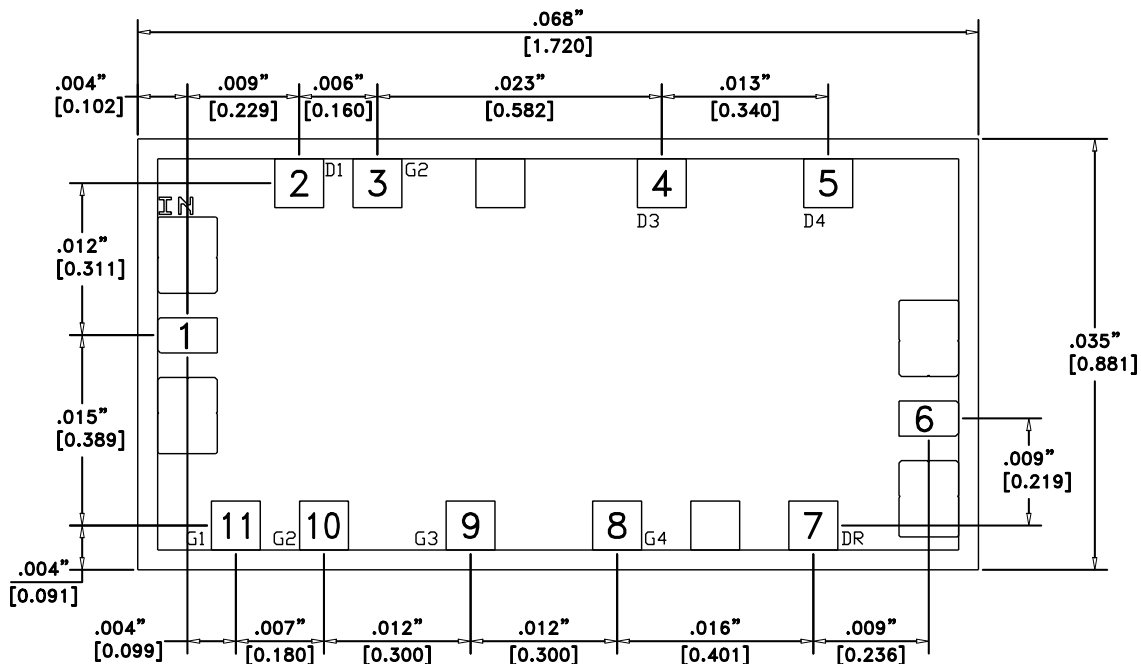 .068”
[1.720]
.004” .009” .006” .023” .013”
[0.102] [0.229] [0.160] [0.582] [0.340]
2 D1 3 G2 4 5
D3 D4
IN
.012”
[0.311]
1
.035”
[0.881]
.015”
[0.389]
6
.009”
[0.219]
G1 11 G2 10 G3 9 8 G4 7 DR
.004”
[0.091]
.004” .007” .012” .012” .016” .009”
[0.099] [0.180] [0.300] [0.300] [0.401] [0.236]